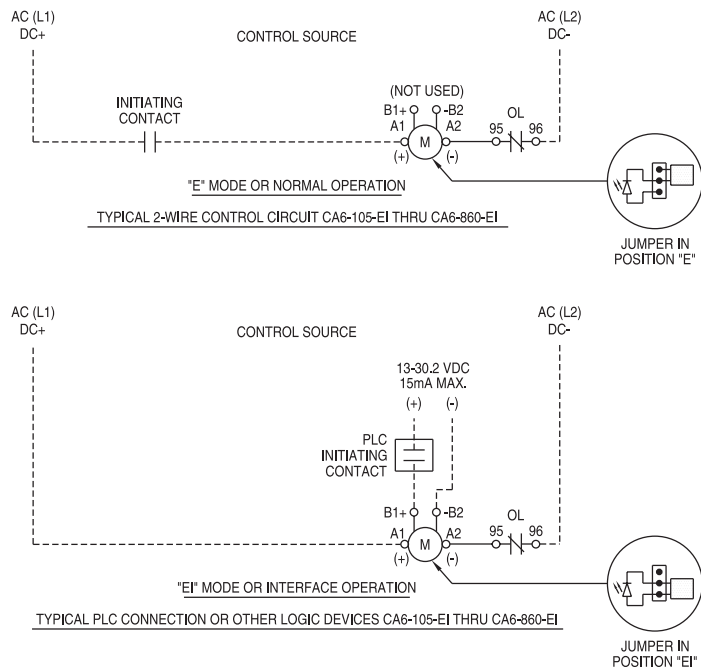 AC (L1)
DC+
CONTROL SOURCE
AC (L2)
DC-
INITIATING
CONTACT
(NOT USED)
B1+ -B2
A1 A2
M
(+) (-)
OL
95 96
"E" MODE OR NORMAL OPERATION
TYPICAL 2-WIRE CONTROL CIRCUIT CA6-105-EI THRU CA6-860-EI
JUMPER IN
POSITION "E"
AC (L1)
DC+
CONTROL SOURCE
AC (L2)
DC-
13-30.2 VDC
15mA MAX.
(+) (-)
PLC
INITIATING
CONTACT
B1+ -B2
A1 A2
M
(+) (-)
OL
95 96
"EI" MODE OR INTERFACE OPERATION
TYPICAL PLC CONNECTION OR OTHER LOGIC DEVICES CA6-105-EI THRU CA6-860-EI
JUMPER IN
POSITION "EI"